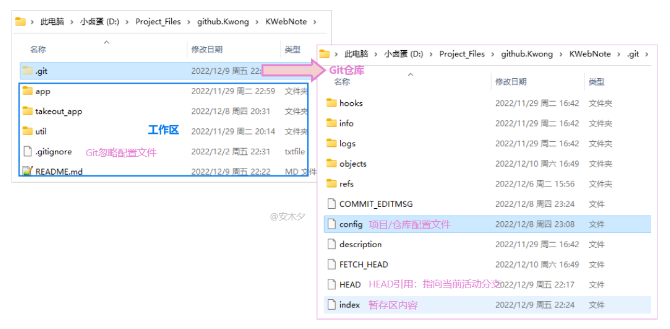 此电脑 > 小卤蛋 (D:) > Project_Files > github.Kwong > KWebNote >
名称 修改日期 类型
.git 2022/12/9 周五 22:
app 2022/11/29 周二 22:59 文件夹
takeout_app 2022/12/8 周四 20:31 文件夹
util 工作区 2022/11/29 周二 20:14 文件夹
.gitignore Git忽略配置文件 2022/12/2 周五 22:31 txtfile
README.md 2022/12/9 周五 22:22 MD 文件
@安木夕
此电脑 > 小卤蛋 (D:) > Project_Files > github.Kwong > KWebNote > .git >
Git仓库
名称 修改日期 类型
hooks 2022/11/29 周二 16:42 文件夹
info 2022/11/29 周二 16:42 文件夹
logs 2022/11/29 周二 16:42 文件夹
objects 2022/12/10 周六 16:49 文件夹
refs 2022/12/6 周二 15:56 文件夹
COMMIT_EDITMSG 2022/12/8 周四 23:24 文件
config 项目/仓库配置文件 2022/12/8 周四 23:08 文件
description 2022/11/29 周二 16:42 文件
FETCH_HEAD 2022/12/10 周六 16:49 文件
HEAD HEAD引用：指向当前活动分支 2022/12/9 周五 22:17 文件
index 暂存区内容 2022/12/9 周五 22:24 文件